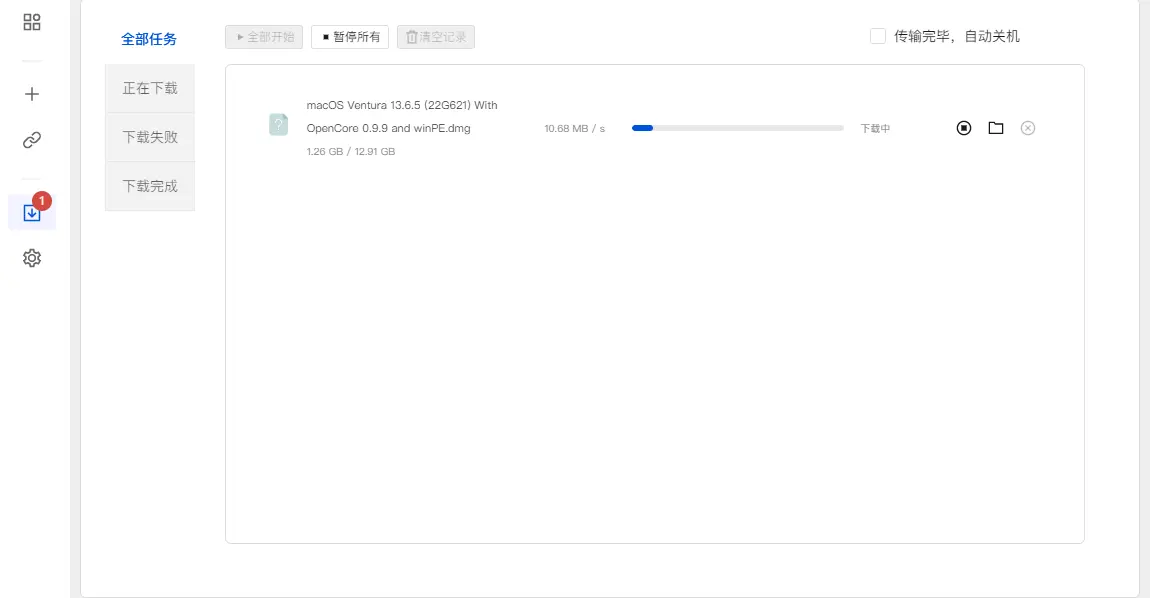 全部任务
全部开始
暂停所有
清空记录
传输完毕，自动关机
正在下载
下载失败
下载完成
1
?
macOS Ventura 13.6.5 (22G621) With
OpenCore 0.9.9 and winPE.dmg
1.26 GB / 12.91 GB
10.68 MB / s
下载中